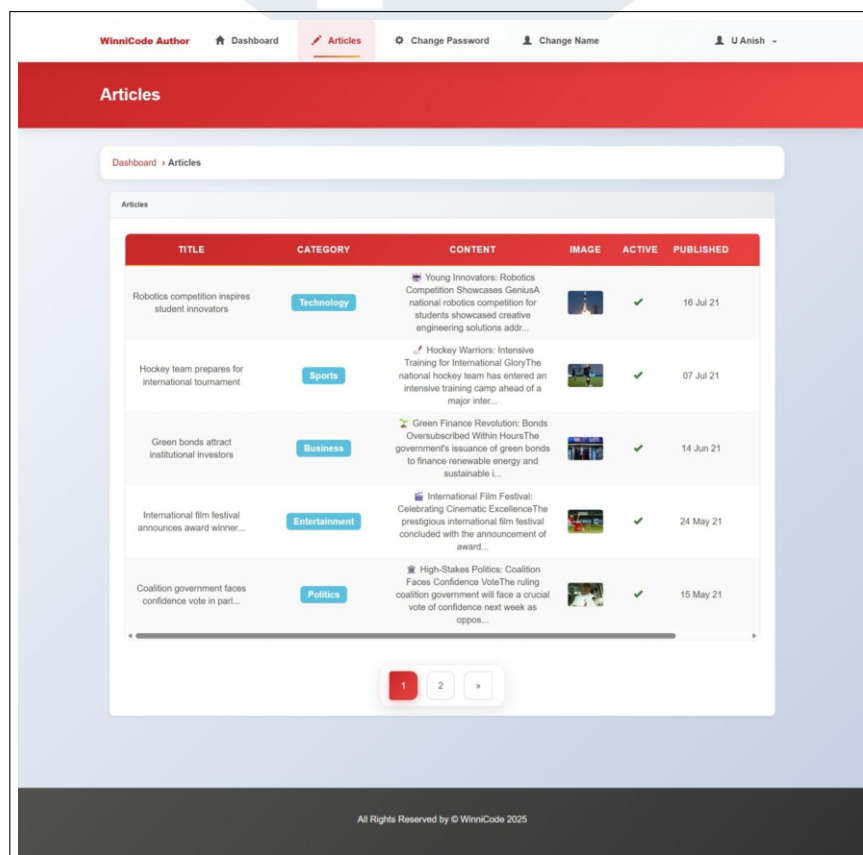 WinniCode Author Dashboard Articles Change Password Change Name U Anish
Articles
Dashboard › Articles
Articles
TITLE CATEGORY CONTENT IMAGE ACTIVE PUBLISHED
Robotics competition inspires
student innovators
Technology
Young Innovators: Robotics
Competition Showcases GeniusA
national robotics competition for
students showcased creative
engineering solutions addr...
16 Jul 21
Hockey team prepares for
international tournament
Sports
Hockey Warriors: Intensive
Training for International GloryThe
national hockey team has entered an
intensive training camp ahead of a
major inter...
07 Jul 21
Green bonds attract
institutional investors
Business
Green Finance Revolution: Bonds
Oversubscribed Within HoursThe
government's issuance of green bonds
to finance renewable energy and
sustainable i...
14 Jun 21
International film festival
announces award winner...
Entertainment
International Film Festival:
Celebrating Cinematic ExcellenceThe
prestigious international film festival
concluded with the announcement of
award...
24 May 21
Coalition government faces
confidence vote in parl...
Politics
High-Stakes Politics: Coalition
Faces Confidence VoteThe ruling
coalition government will face a crucial
vote of confidence next week as
oppos...
15 May 21
1 2 »
All Rights Reserved by © WinniCode 2025